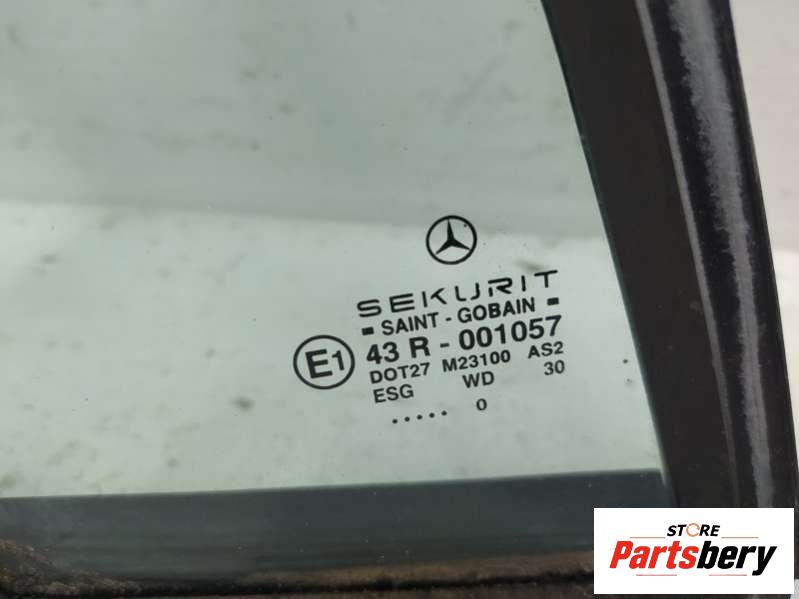 SEKURIT
SAINT - GOBAIN
E1
43 R - 001057
DOT27 M23100 AS2
ESG WD 30
..... 0
STORE
Partsbery